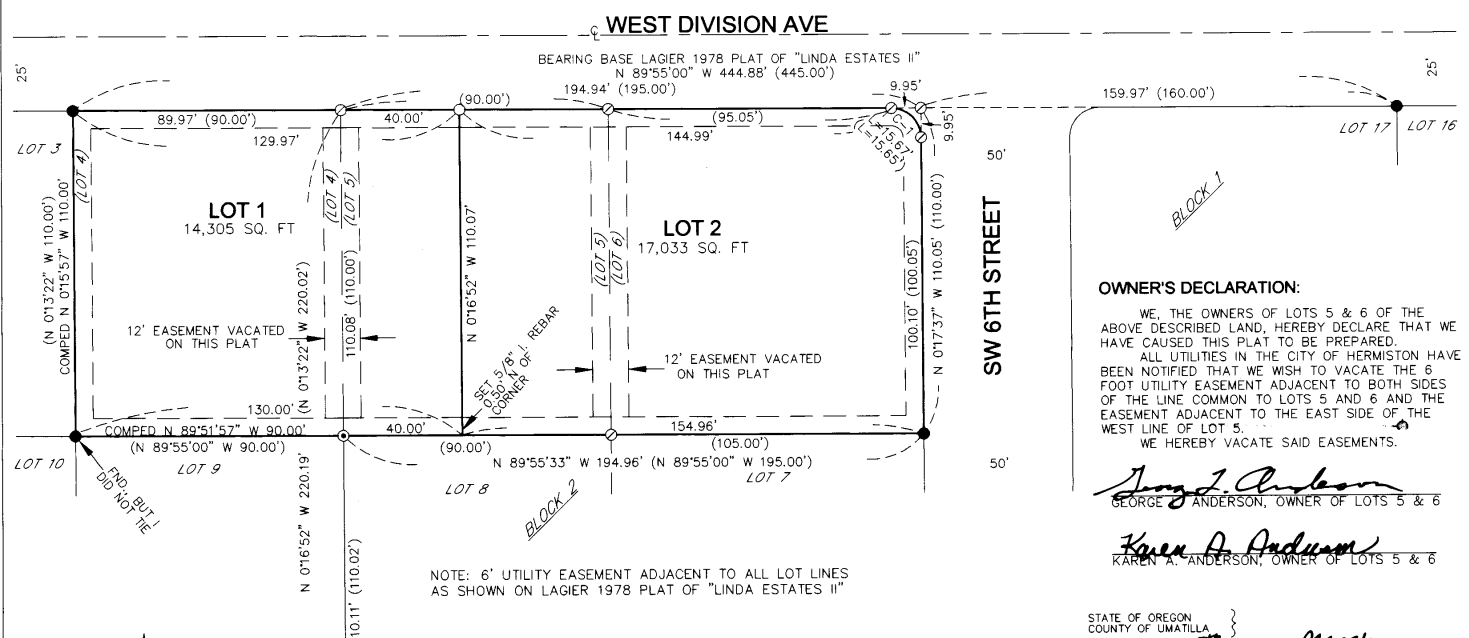 ℄ WEST DIVISION AVE
BEARING BASE LAGIER 1978 PLAT OF "LINDA ESTATES II"
N 89°55'00" W 444.88' (445.00')
25'
25'
194.94' (195.00')
(90.00')
9.95'
159.97' (160.00')
89.97' (90.00')
40.00'
(95.05')
C-1
9.95'
129.97'
144.99'
L=15.67'
(L=15.65')
LOT 3
LOT 17
LOT 16
50'
(LOT 4)
(LOT 4)
(LOT 5)
(LOT 5)
(LOT 6)
LOT 1
14,305 SQ. FT
LOT 2
17,033 SQ. FT
BLOCK 1
(N 0°13'22" W 110.00')
COMPED N 0°15'57" W 110.00'
(N 0°13'22" W 220.02')
110.08' (110.00')
N 0°16'52" W 110.07'
100.10' (100.05')
N 0°17'37" W 110.05' (110.00')
SW 6TH STREET
12' EASEMENT VACATED
ON THIS PLAT
SET 5/8" I. REBAR
0.50' N OF
CORNER
12' EASEMENT VACATED
ON THIS PLAT
130.00'
COMPED N 89°51'57" W 90.00'
(N 89°55'00" W 90.00')
40.00'
154.96'
(90.00')
(105.00')
N 89°55'33" W 194.96' (N 89°55'00" W 195.00')
50'
LOT 10
LOT 9
LOT 8
LOT 7
FND. BUT I
DID NOT TIE
N 0°16'52" W 220.19'
BLOCK 2
10.11' (110.02')
NOTE: 6' UTILITY EASEMENT ADJACENT TO ALL LOT LINES
AS SHOWN ON LAGIER 1978 PLAT OF "LINDA ESTATES II"
OWNER'S DECLARATION:
WE, THE OWNERS OF LOTS 5 & 6 OF THE
ABOVE DESCRIBED LAND, HEREBY DECLARE THAT WE
HAVE CAUSED THIS PLAT TO BE PREPARED.
ALL UTILITIES IN THE CITY OF HERMISTON HAVE
BEEN NOTIFIED THAT WE WISH TO VACATE THE 6
FOOT UTILITY EASEMENT ADJACENT TO BOTH SIDES
OF THE LINE COMMON TO LOTS 5 AND 6 AND THE
EASEMENT ADJACENT TO THE EAST SIDE OF THE
WEST LINE OF LOT 5.
WE HEREBY VACATE SAID EASEMENTS.
George L. Anderson
GEORGE L. ANDERSON, OWNER OF LOTS 5 & 6
Karen A. Anderson
KAREN A. ANDERSON, OWNER OF LOTS 5 & 6
STATE OF OREGON
COUNTY OF UMATILLA